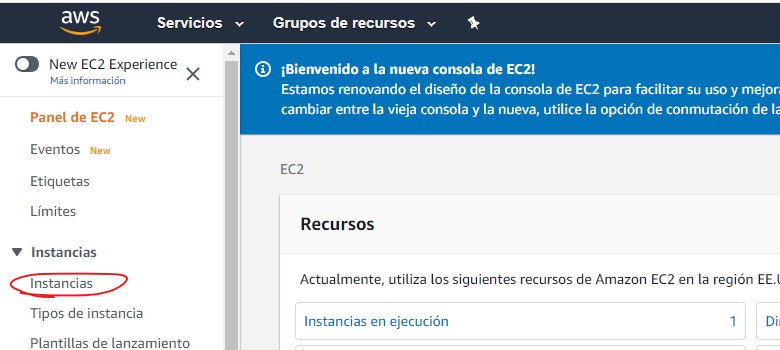 aws Servicios Grupos de recursos
New EC2 Experience
Más información
Panel de EC2 New
Eventos New
Etiquetas
Límites
Instancias
Instancias
Tipos de instancia
Plantillas de lanzamiento
¡Bienvenido a la nueva consola de EC2!
Estamos renovando el diseño de la consola de EC2 para facilitar su uso y mejora
cambiar entre la vieja consola y la nueva, utilice la opción de conmutación de la
EC2
Recursos
Actualmente, utiliza los siguientes recursos de Amazon EC2 en la región EE.U
Instancias en ejecución 1
Di